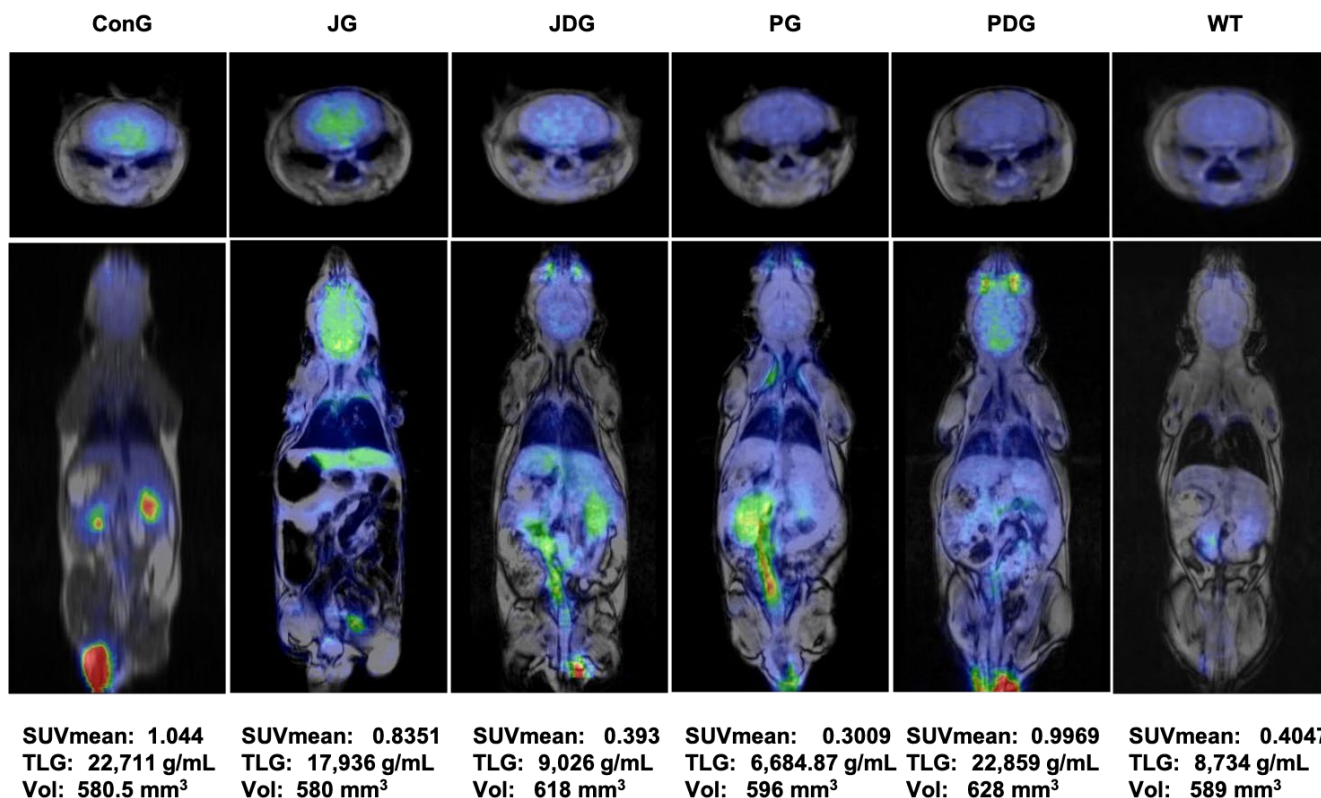 ConG JG JDG PG PDG WT
SUVmean: 1.044 SUVmean: 0.8351 SUVmean: 0.393 SUVmean: 0.3009 SUVmean: 0.9969 SUVmean: 0.4047
TLG: 22,711 g/mL TLG: 17,936 g/mL TLG: 9,026 g/mL TLG: 6,684.87 g/mL TLG: 22,859 g/mL TLG: 8,734 g/mL
Vol: 580.5 mm³ Vol: 580 mm³ Vol: 618 mm³ Vol: 596 mm³ Vol: 628 mm³ Vol: 589 mm³